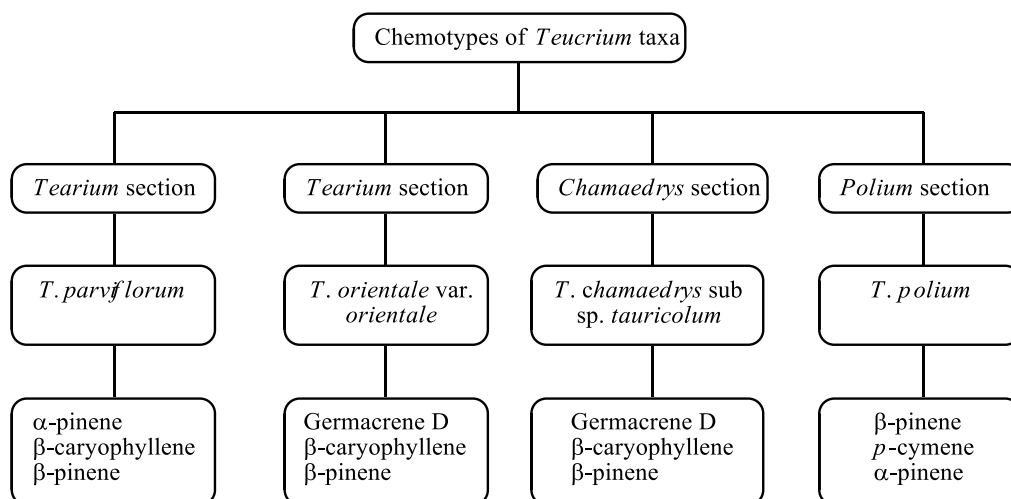 Chemotypes of Teucrium taxa
Tearium section
Tearium section
Chamaedrys section
Polium section
T. parviflorum
T. orientale var.
orientale
T. chamaedrys sub
sp. tauricolum
T. polium
α-pinene
β-caryophyllene
β-pinene
Germacrene D
β-caryophyllene
β-pinene
Germacrene D
β-caryophyllene
β-pinene
β-pinene
p-cymene
α-pinene